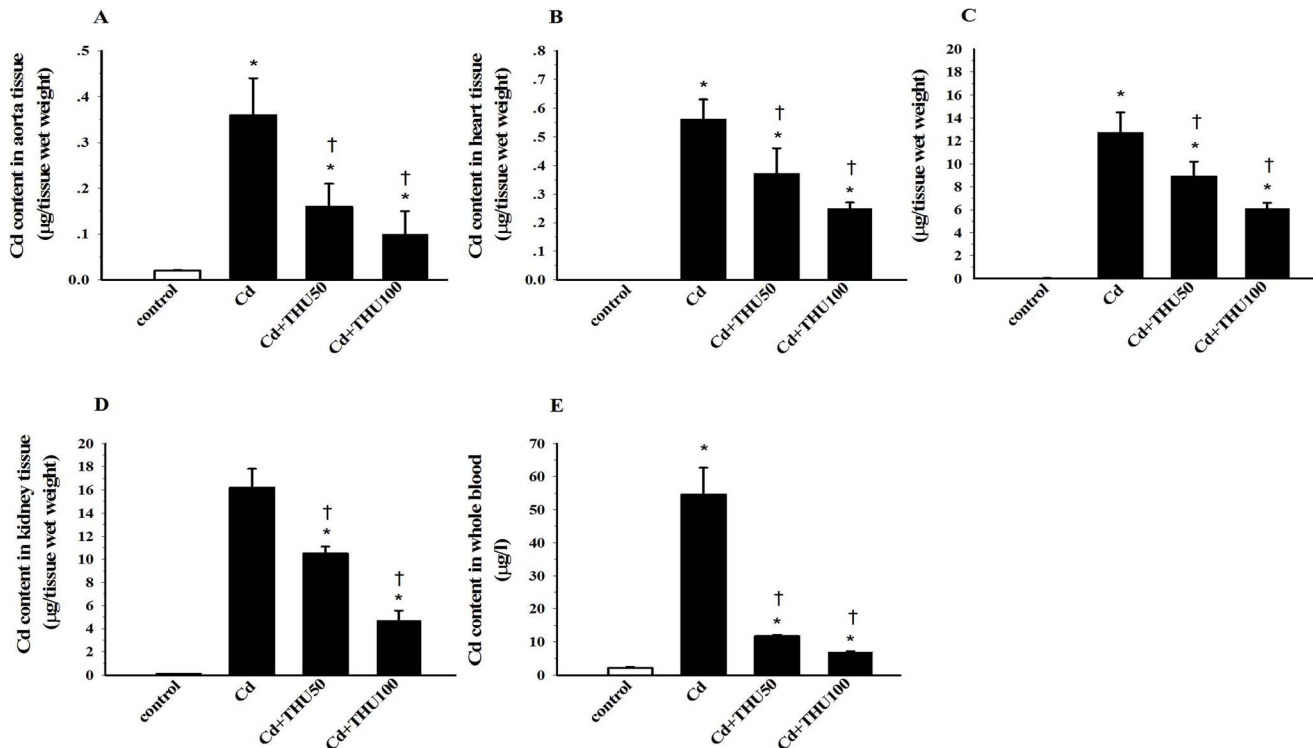 A
Cd content in aorta tissue
(µg/tissue wet weight)
.5
.4
.3
.2
.1
0.0
*
†
*
†
*
control
Cd
Cd+THU50
Cd+THU100
B
Cd content in heart tissue
(µg/tissue wet weight)
.8
.7
.6
.5
.4
.3
.2
.1
.0
*
†
*
†
*
control
Cd
Cd+THU50
Cd+THU100
C
(µg/tissue wet weight)
20
18
16
14
12
10
8
6
4
2
0
*
†
*
†
*
control
Cd
Cd+THU50
Cd+THU100
D
Cd content in kidney tissue
(µg/tissue wet weight)
20
18
16
14
12
10
8
6
4
2
0
†
*
†
*
control
Cd
Cd+THU50
Cd+THU100
E
Cd content in whole blood
(µg/l)
70
60
50
40
30
20
10
0
*
†
*
†
*
control
Cd
Cd+THU50
Cd+THU100